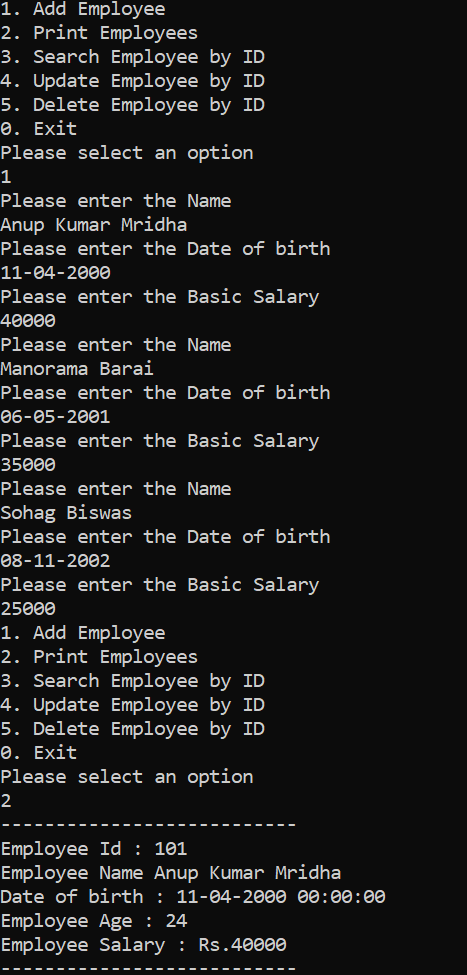 1. Add Employee
2. Print Employees
3. Search Employee by ID
4. Update Employee by ID
5. Delete Employee by ID
0. Exit
Please select an option
1
Please enter the Name
Anup Kumar Mridha
Please enter the Date of birth
11-04-2000
Please enter the Basic Salary
40000
Please enter the Name
Manorama Barai
Please enter the Date of birth
06-05-2001
Please enter the Basic Salary
35000
Please enter the Name
Sohag Biswas
Please enter the Date of birth
08-11-2002
Please enter the Basic Salary
25000
1. Add Employee
2. Print Employees
3. Search Employee by ID
4. Update Employee by ID
5. Delete Employee by ID
0. Exit
Please select an option
2
---------------------------
Employee Id : 101
Employee Name Anup Kumar Mridha
Date of birth : 11-04-2000 00:00:00
Employee Age : 24
Employee Salary : Rs.40000
---------------------------